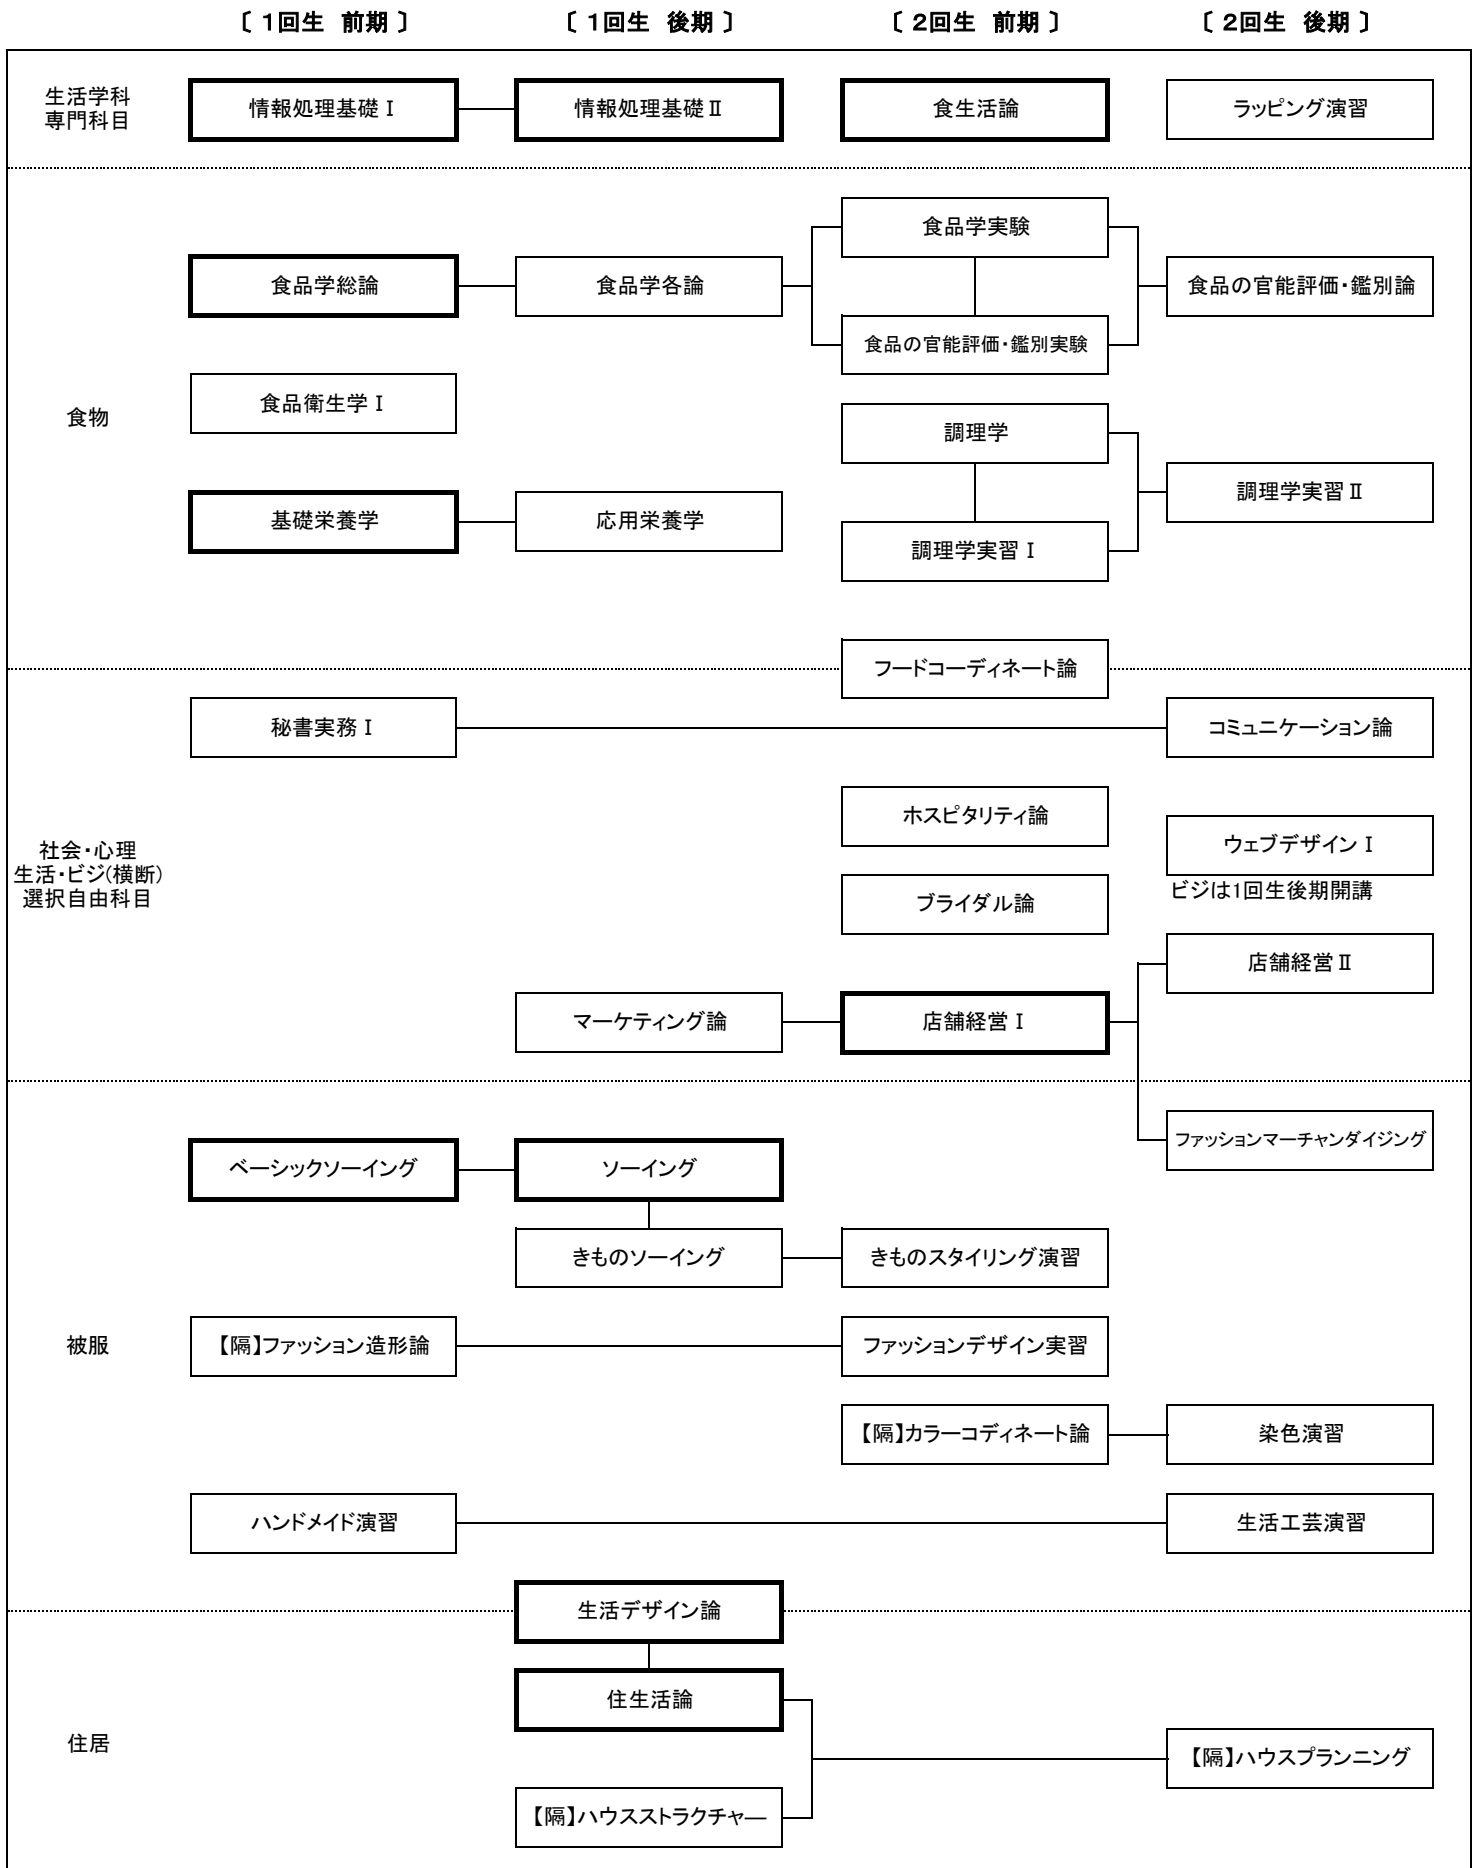 〔 1回生 前期 〕
〔 1回生 後期 〕
〔 2回生 前期 〕
〔 2回生 後期 〕
生活学科
専門科目
情報処理基礎Ⅰ
情報処理基礎Ⅱ
食生活論
ラッピング演習
食物
食品学実験
食品学総論
食品学各論
食品の官能評価・鑑別論
食品の官能評価・鑑別実験
食品衛生学Ⅰ
調理学
調理学実習Ⅱ
基礎栄養学
応用栄養学
調理学実習Ⅰ
フードコーディネート論
社会・心理
生活・ビジ(横断)
選択自由科目
秘書実務Ⅰ
コミュニケーション論
ホスピタリティ論
ウェブデザインⅠ
ビジは1回生後期開講
ブライダル論
店舗経営Ⅱ
マーケティング論
店舗経営Ⅰ
ファッションマーチャンダイジング
被服
ベーシックソーイング
ソーイング
きものソーイング
きものスタイリング演習
【隔】ファッション造形論
ファッションデザイン実習
【隔】カラーコディネート論
染色演習
ハンドメイド演習
生活工芸演習
生活デザイン論
住居
住生活論
【隔】ハウスプランニング
【隔】ハウスストラクチャ―